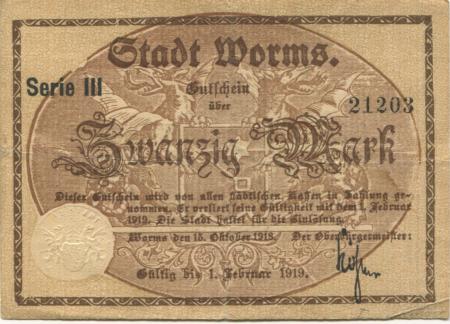 Stadt Worms.
Serie III
Gutschein
über
21203
Zwanzig Mark
Dieser Gutschein wird von allen städtischen Kassen in Zahlung ge-
nommen. Er verliert seine Gültigkeit mit dem 1. Februar
1919. Die Stadt haftet für die Einlösung.
Worms den 15. Oktober 1918. Der Oberbürgermeister:
Gültig bis 1. Februar 1919.